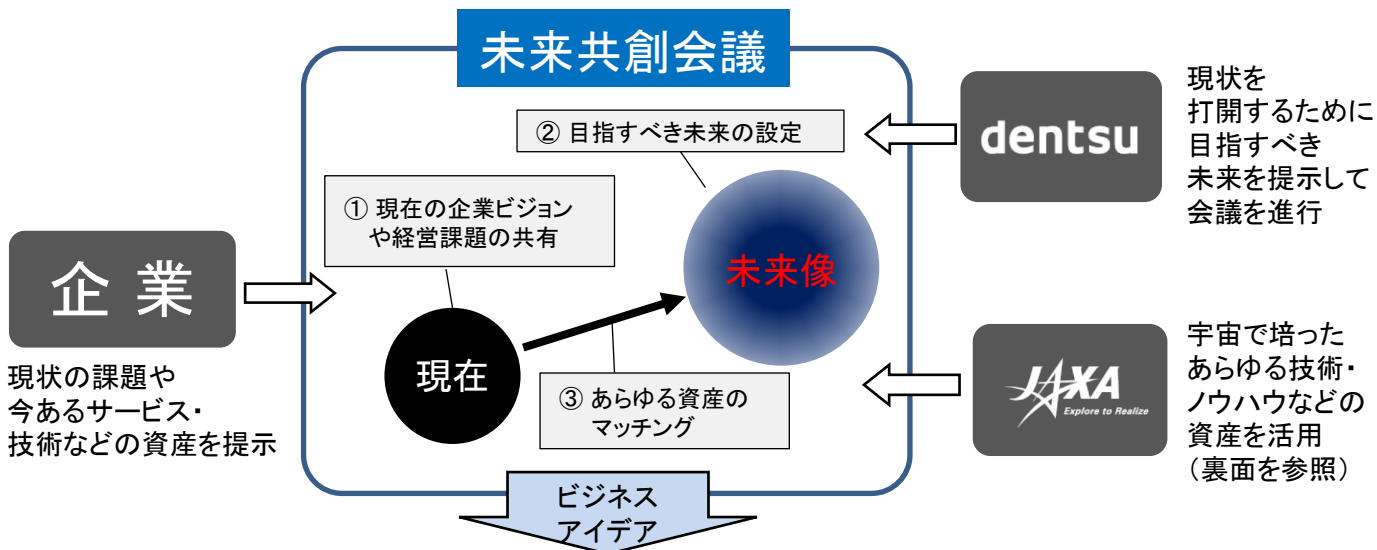 未来共創会議
② 目指すべき未来の設定
① 現在の企業ビジョン
や経営課題の共有
未来像
現在
③ あらゆる資産の
マッチング
企 業
現状の課題や
今あるサービス・
技術などの資産を提示
dentsu
現状を
打開するために
目指すべき
未来を提示して
会議を進行
JAXA
Explore to Realize
宇宙で培った
あらゆる技術・
ノウハウなどの
資産を活用
（裏面を参照）
ビジネス
アイデア